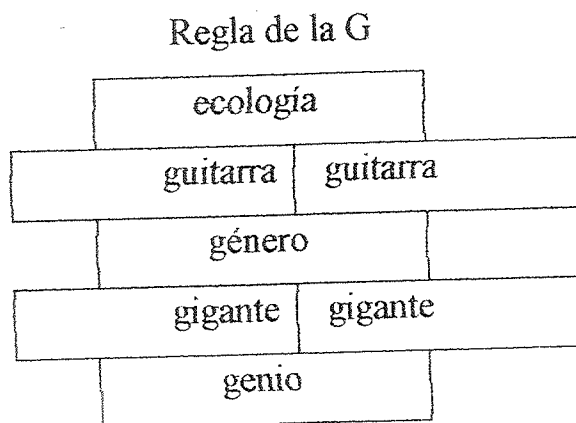 Regla de la G
ecología
guitarra guitarra
género
gigante gigante
genio